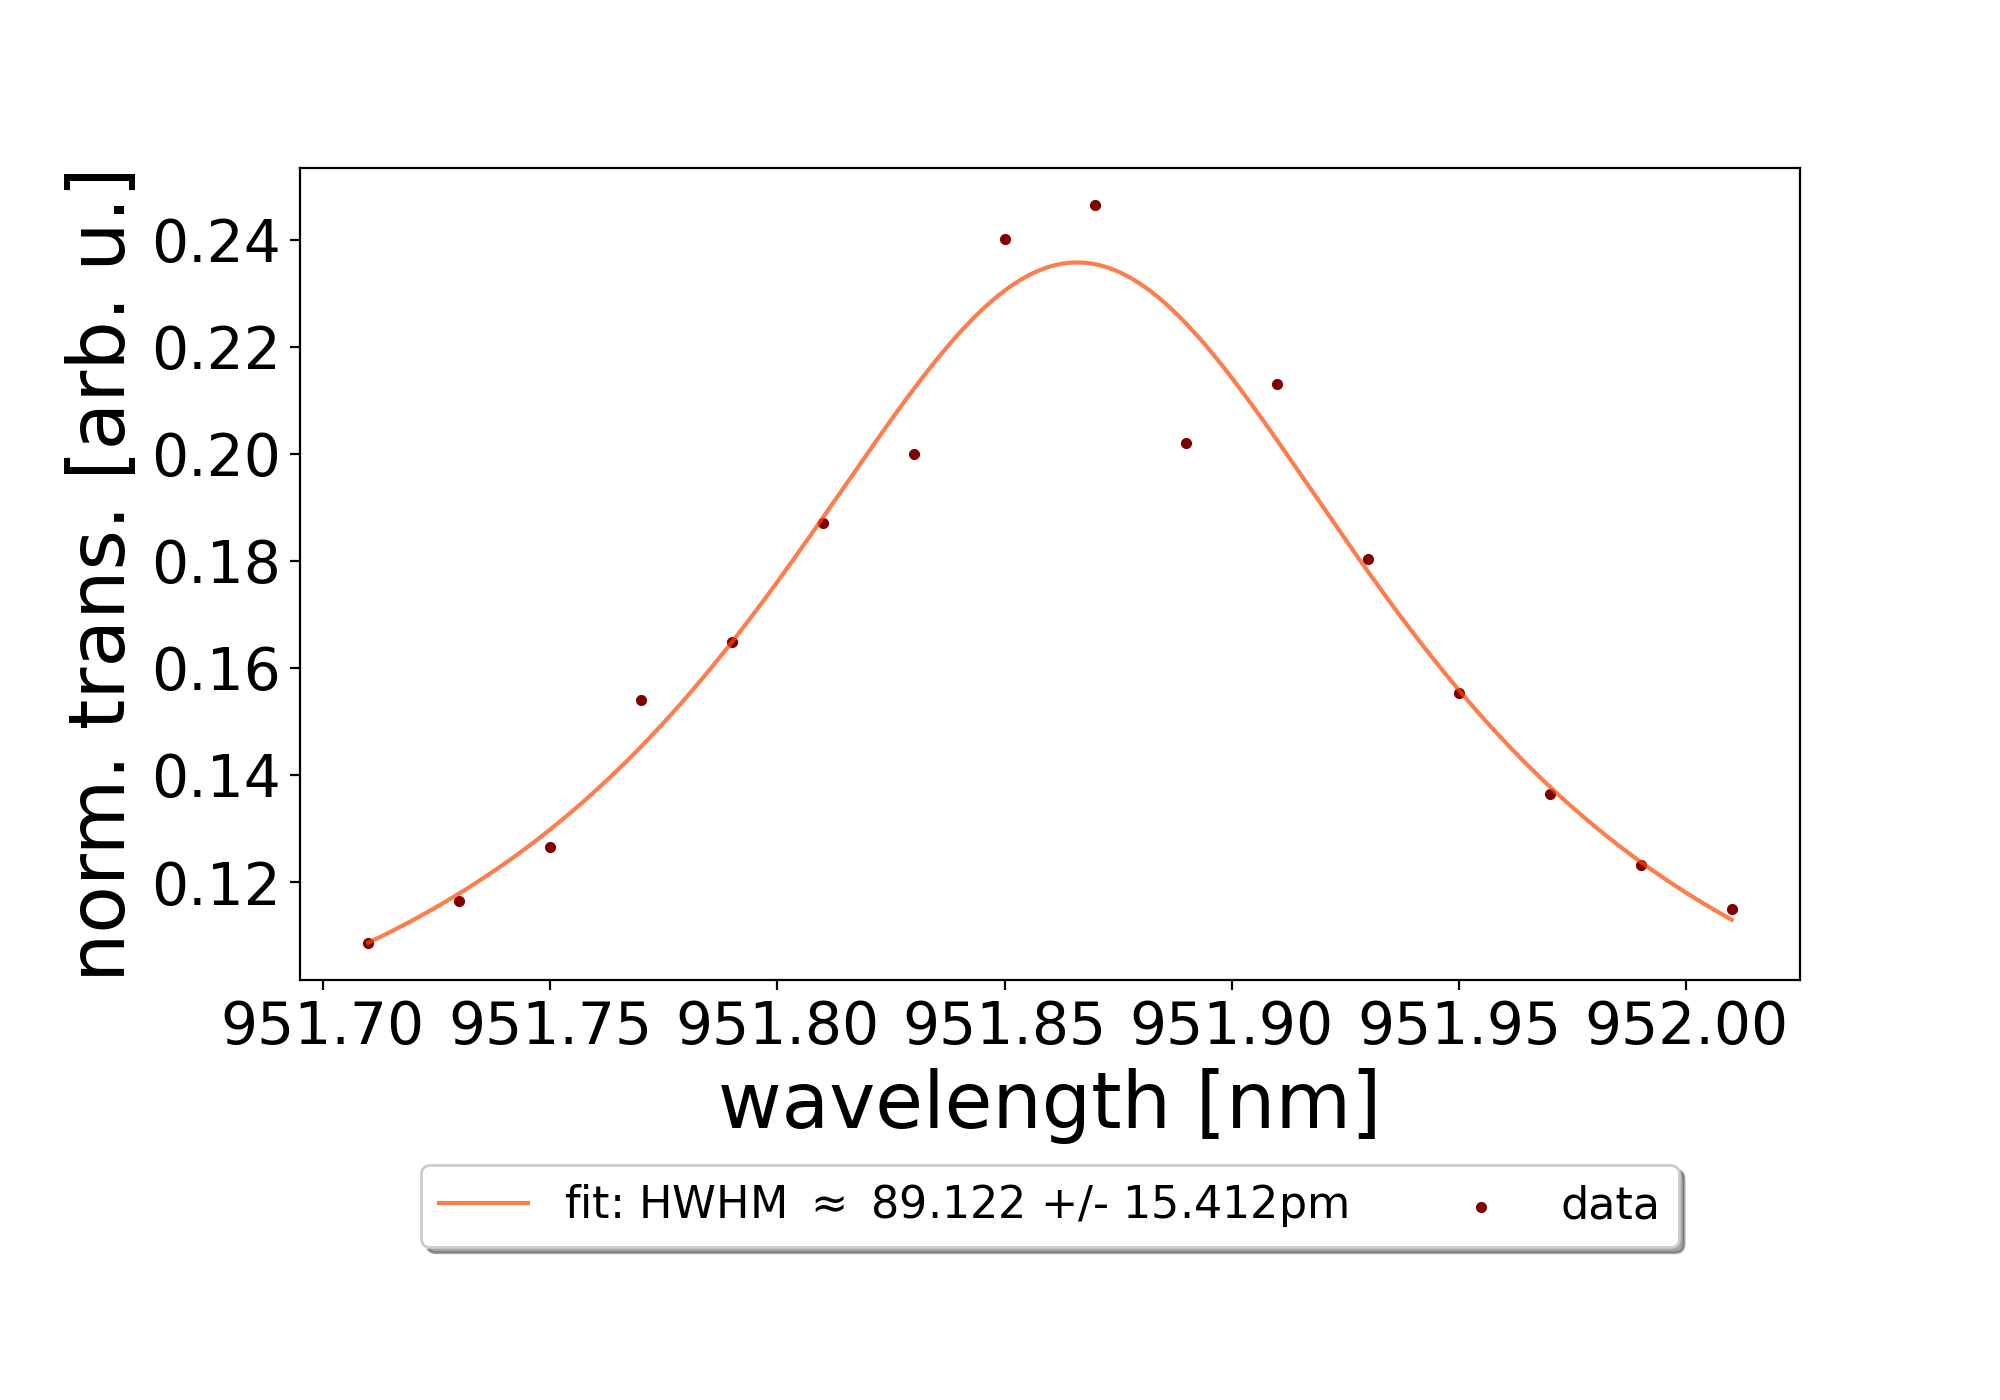 norm. trans. [arb. u.]
0.24
0.22
0.20
0.18
0.16
0.14
0.12
951.70 951.75 951.80 951.85 951.90 951.95 952.00
wavelength [nm]
fit: HWHM ≈ 89.122 +/- 15.412pm data